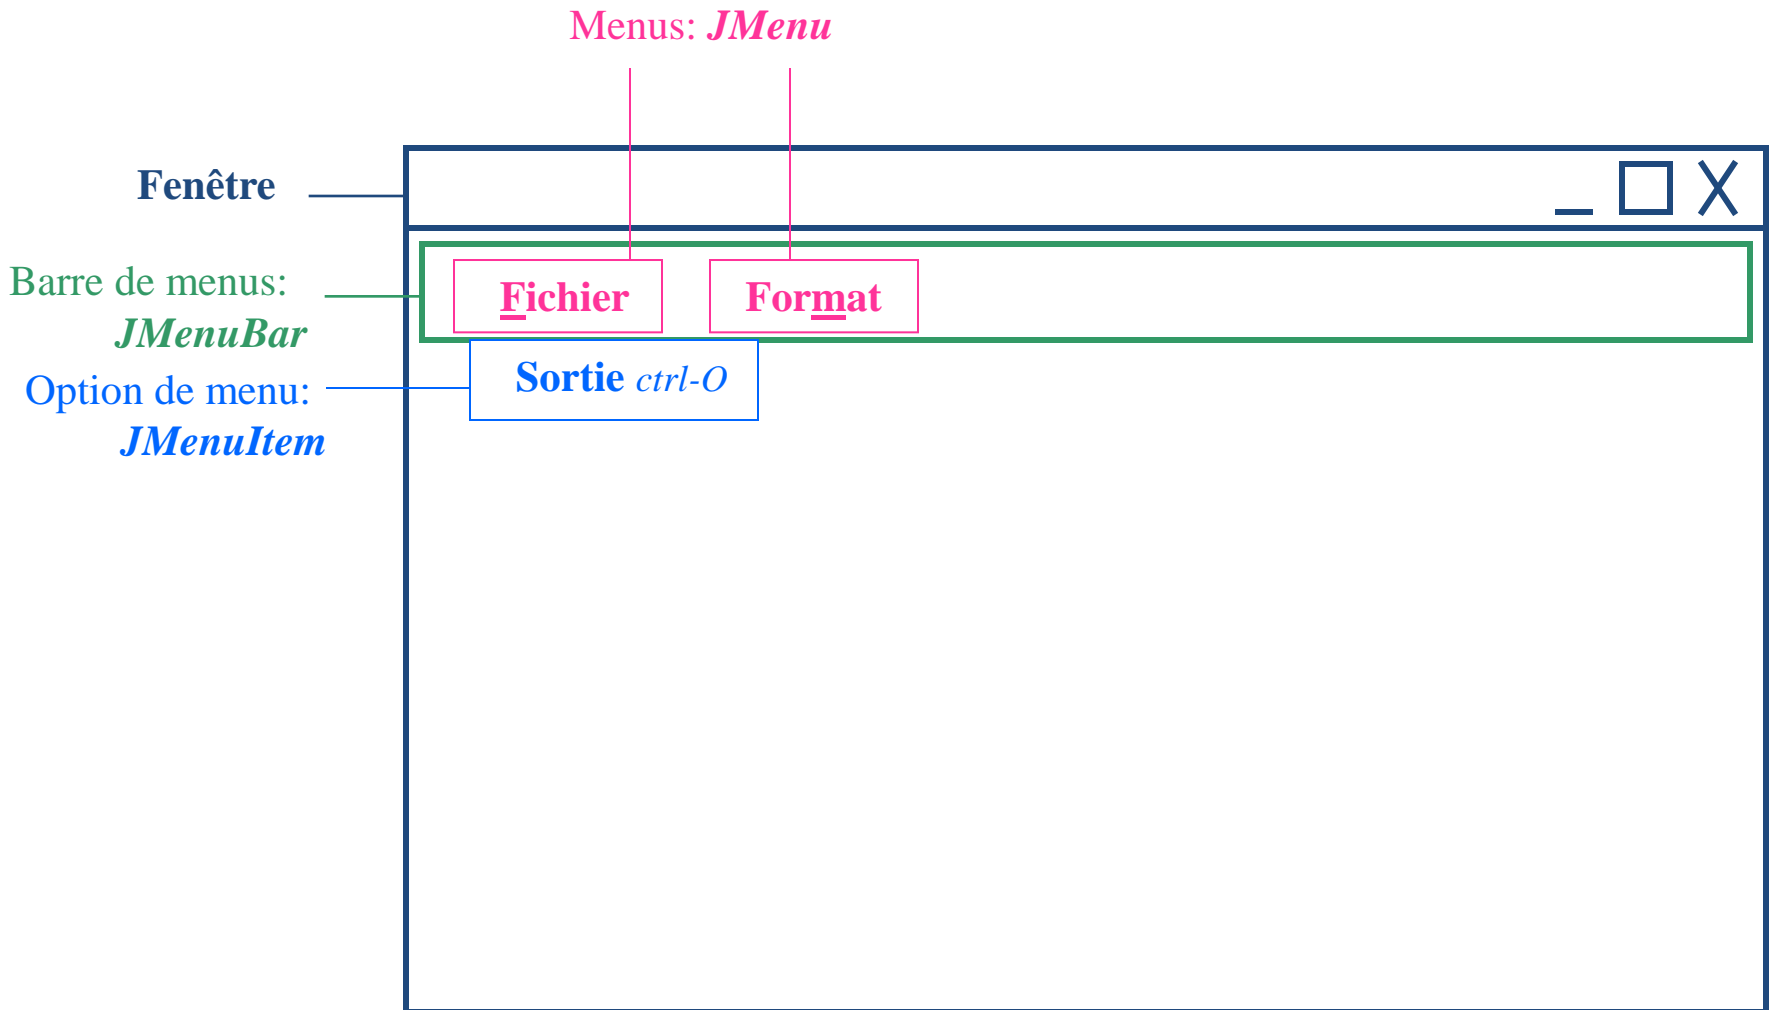 Menus: JMenu
Fenêtre
Barre de menus:
JMenuBar
Fichier Format
Sortie ctrl-O
Option de menu:
JMenuItem